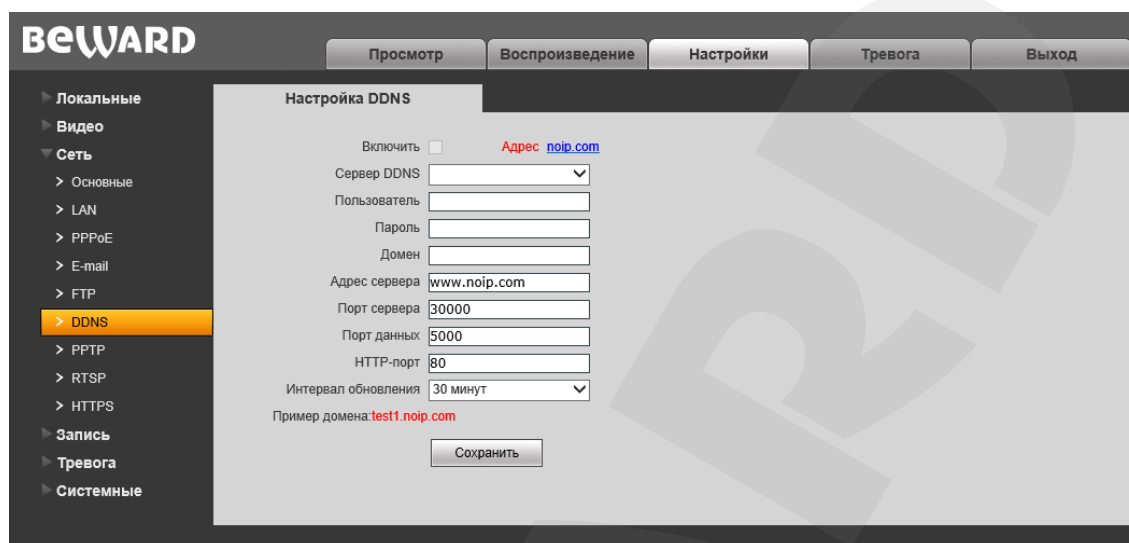 BEWARD
Просмотр Воспроизведение Настройки Тревога Выход
Локальные
Видео
Сеть
> Основные
> LAN
> PPPoE
> E-mail
> FTP
> DDNS
> PPTP
> RTSP
> HTTPS
Запись
Тревога
Системные
Настройка DDNS
Включить Адрес noip.com
Сервер DDNS
Пользователь
Пароль
Домен
Адрес сервера www.noip.com
Порт сервера 30000
Порт данных 5000
HTTP-порт 80
Интервал обновления 30 минут
Пример домена:test1.noip.com
Сохранить